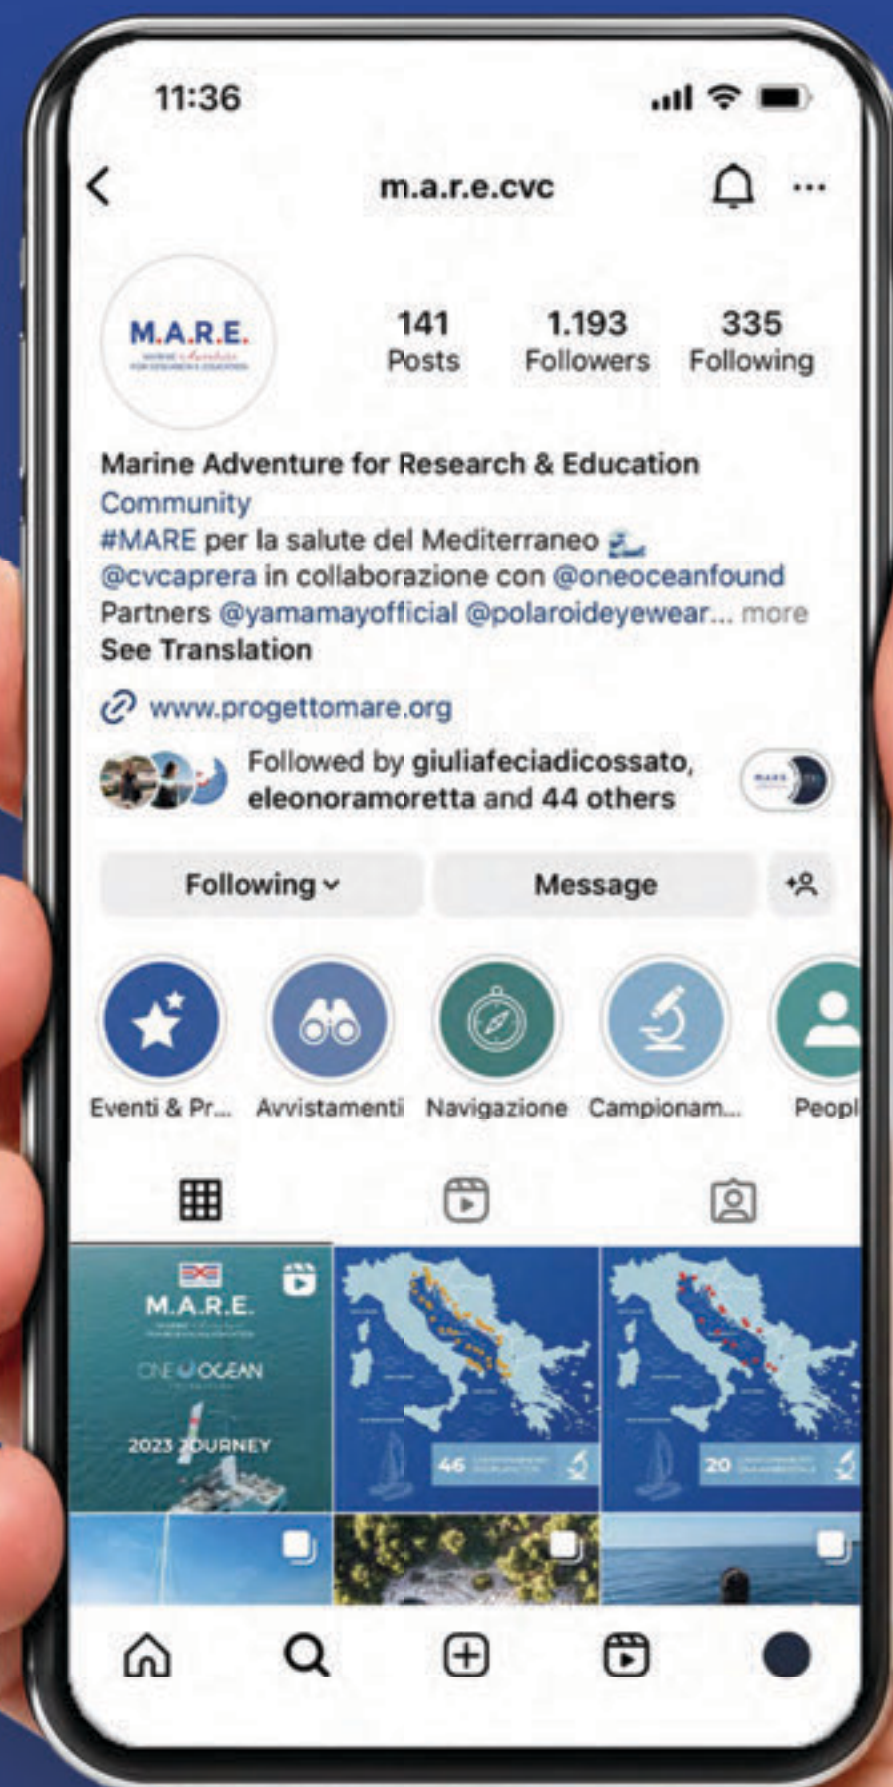 11:36
m.a.r.e.cvc
M.A.R.E.
141
Posts
1.193
Followers
335
Following
Marine Adventure for Research & Education
Community
#MARE per la salute del Mediterraneo
@cvcaprera in collaborazione con @oneoceanfound
Partners @yamamayofficial @polaroideyewear... more
See Translation
www.progettomare.org
Followed by giuliafeciadicossato,
eleonoramoretta and 44 others
Following
Message
Eventi & Pr...
Avvistamenti
Navigazione
Campionam...
Peopl
M.A.R.E.
ONE OCEAN
2023 JOURNEY
46
20